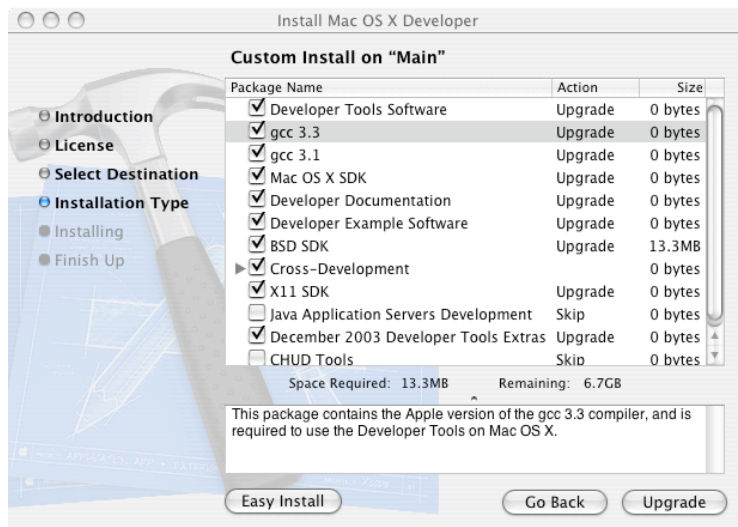 Install Mac OS X Developer
Custom Install on “Main”
Introduction
License
Select Destination
Installation Type
Installing
Finish Up
Package Name Action Size
Developer Tools Software Upgrade 0 bytes
gcc 3.3 Upgrade 0 bytes
gcc 3.1 Upgrade 0 bytes
Mac OS X SDK Upgrade 0 bytes
Developer Documentation Upgrade 0 bytes
Developer Example Software Upgrade 0 bytes
BSD SDK Upgrade 13.3MB
Cross-Development 0 bytes
X11 SDK Upgrade 0 bytes
Java Application Servers Development Skip 0 bytes
December 2003 Developer Tools Extras Upgrade 0 bytes
CHUD Tools Skip 0 bytes
Space Required: 13.3MB Remaining: 6.7GB
This package contains the Apple version of the gcc 3.3 compiler, and is
required to use the Developer Tools on Mac OS X.
Easy Install Go Back Upgrade